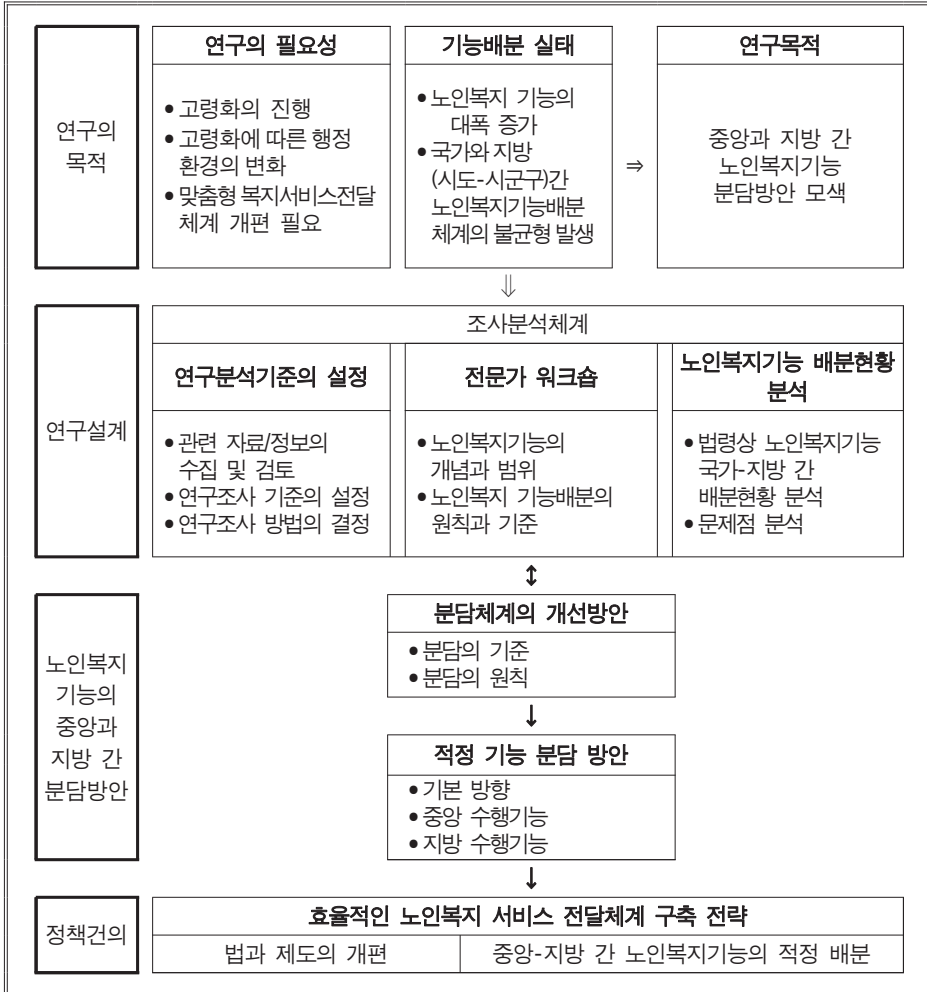 연구의
목적
연구의 필요성
• 고령화의 진행
• 고령화에 따른 행정
환경의 변화
• 맞춤형 복지서비스전달
체계 개편 필요
기능배분 실태
• 노인복지 기능의
대폭 증가
• 국가와 지방
(시도-시군구)간
노인복지기능배분
체계의 불균형 발생
⇒
연구목적
중앙과 지방 간
노인복지기능
분담방안 모색
⇓
연구설계
조사분석체계
연구분석기준의 설정
• 관련 자료/정보의
수집 및 검토
• 연구조사 기준의 설정
• 연구조사 방법의 결정
전문가 워크숍
• 노인복지기능의
개념과 범위
• 노인복지 기능배분의
원칙과 기준
노인복지기능 배분현황
분석
• 법령상 노인복지기능
국가-지방 간
배분현황 분석
• 문제점 분석
↕
노인복지
기능의
중앙과
지방 간
분담방안
분담체계의 개선방안
• 분담의 기준
• 분담의 원칙
↓
적정 기능 분담 방안
• 기본 방향
• 중앙 수행기능
• 지방 수행기능
↓
정책건의
효율적인 노인복지 서비스 전달체계 구축 전략
법과 제도의 개편
중앙-지방 간 노인복지기능의 적정 배분